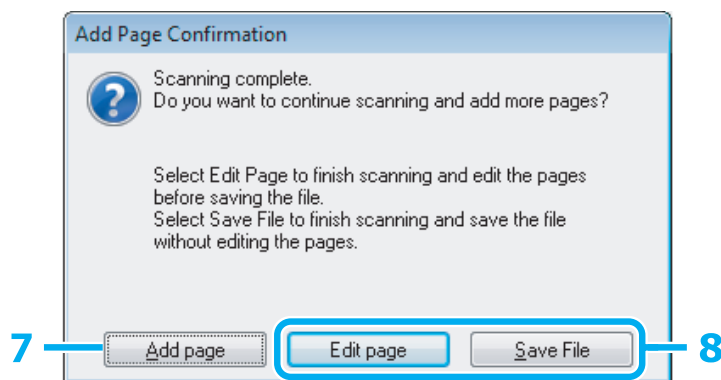 Add Page Confirmation
Scanning complete.
Do you want to continue scanning and add more pages?
Select Edit Page to finish scanning and edit the pages
before saving the file.
Select Save File to finish scanning and save the file
without editing the pages.
7 Add page Edit page Save File 8